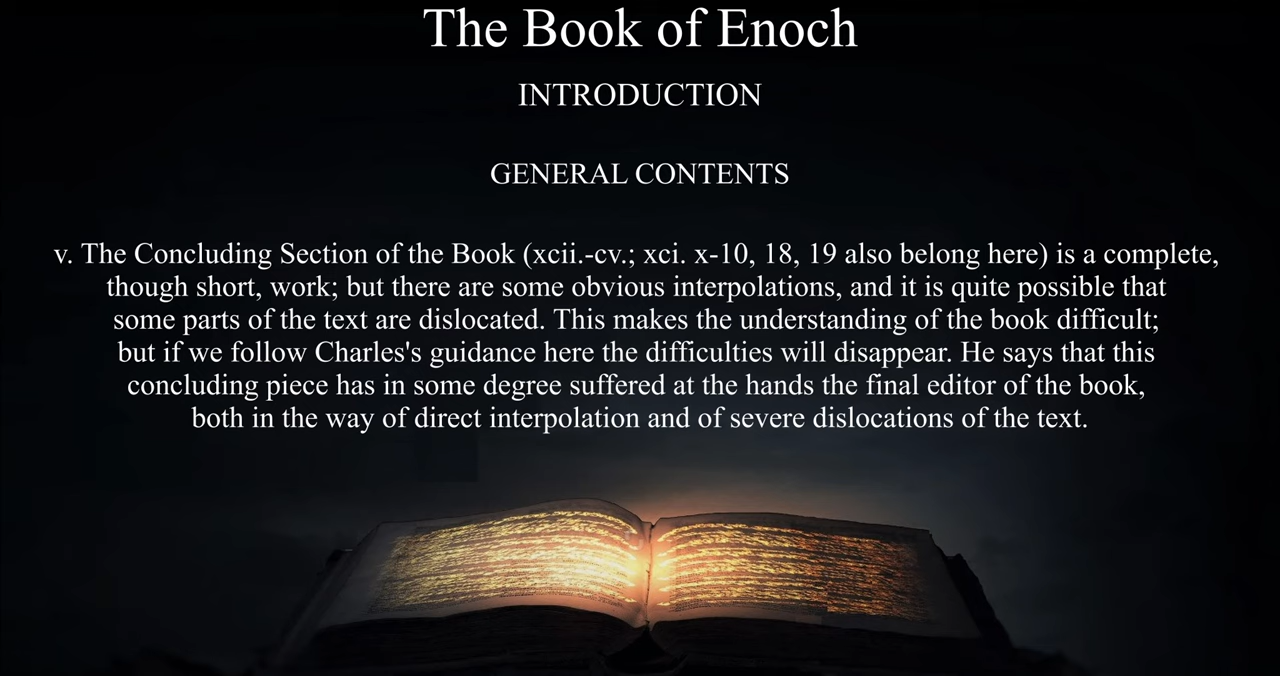 The Book of Enoch
INTRODUCTION
GENERAL CONTENTS
v. The Concluding Section of the Book (xcii.-cv.; xci. x-10, 18, 19 also belong here) is a complete,
though short, work; but there are some obvious interpolations, and it is quite possible that
some parts of the text are dislocated. This makes the understanding of the book difficult;
but if we follow Charles's guidance here the difficulties will disappear. He says that this
concluding piece has in some degree suffered at the hands the final editor of the book,
both in the way of direct interpolation and of severe dislocations of the text.